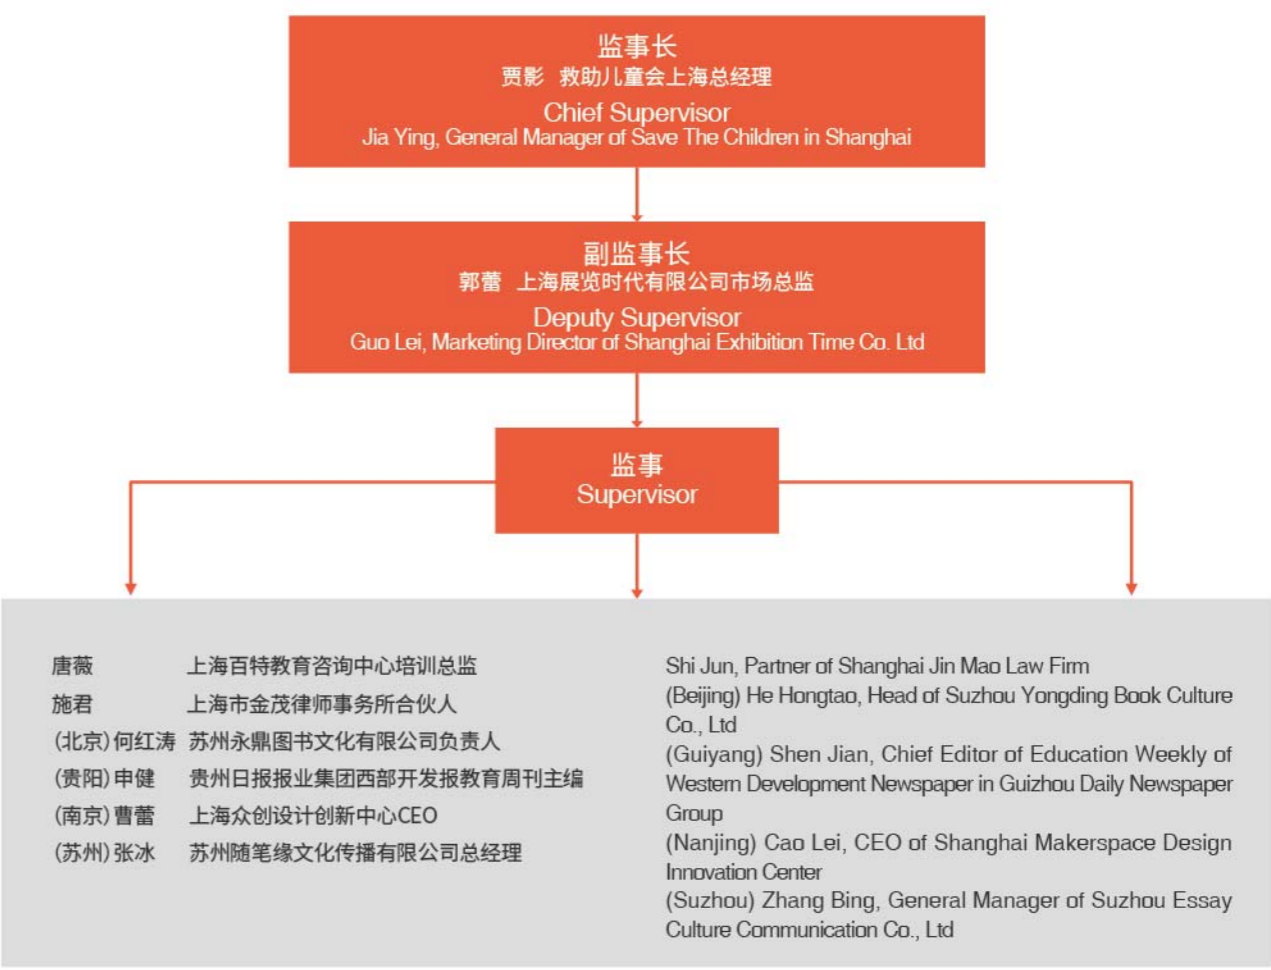 监事长
贾影 救助儿童会上海总经理
Chief Supervisor
Jia Ying, General Manager of Save The Children in Shanghai
副监事长
郭蕾 上海展览时代有限公司市场总监
Deputy Supervisor
Guo Lei, Marketing Director of Shanghai Exhibition Time Co. Ltd
监事
Supervisor
唐薇 上海百特教育咨询中心培训总监
施君 上海市金茂律师事务所合伙人
(北京)何红涛 苏州永鼎图书文化有限公司负责人
(贵阳)申健 贵州日报报业集团西部开发报教育周刊主编
(南京)曹蕾 上海众创设计创新中心CEO
(苏州)张冰 苏州随笔缘文化传播有限公司总经理
Shi Jun, Partner of Shanghai Jin Mao Law Firm
(Beijing) He Hongtao, Head of Suzhou Yongding Book Culture
Co., Ltd
(Guiyang) Shen Jian, Chief Editor of Education Weekly of
Western Development Newspaper in Guizhou Daily Newspaper
Group
(Nanjing) Cao Lei, CEO of Shanghai Makerspace Design
Innovation Center
(Suzhou) Zhang Bing, General Manager of Suzhou Essay
Culture Communication Co., Ltd